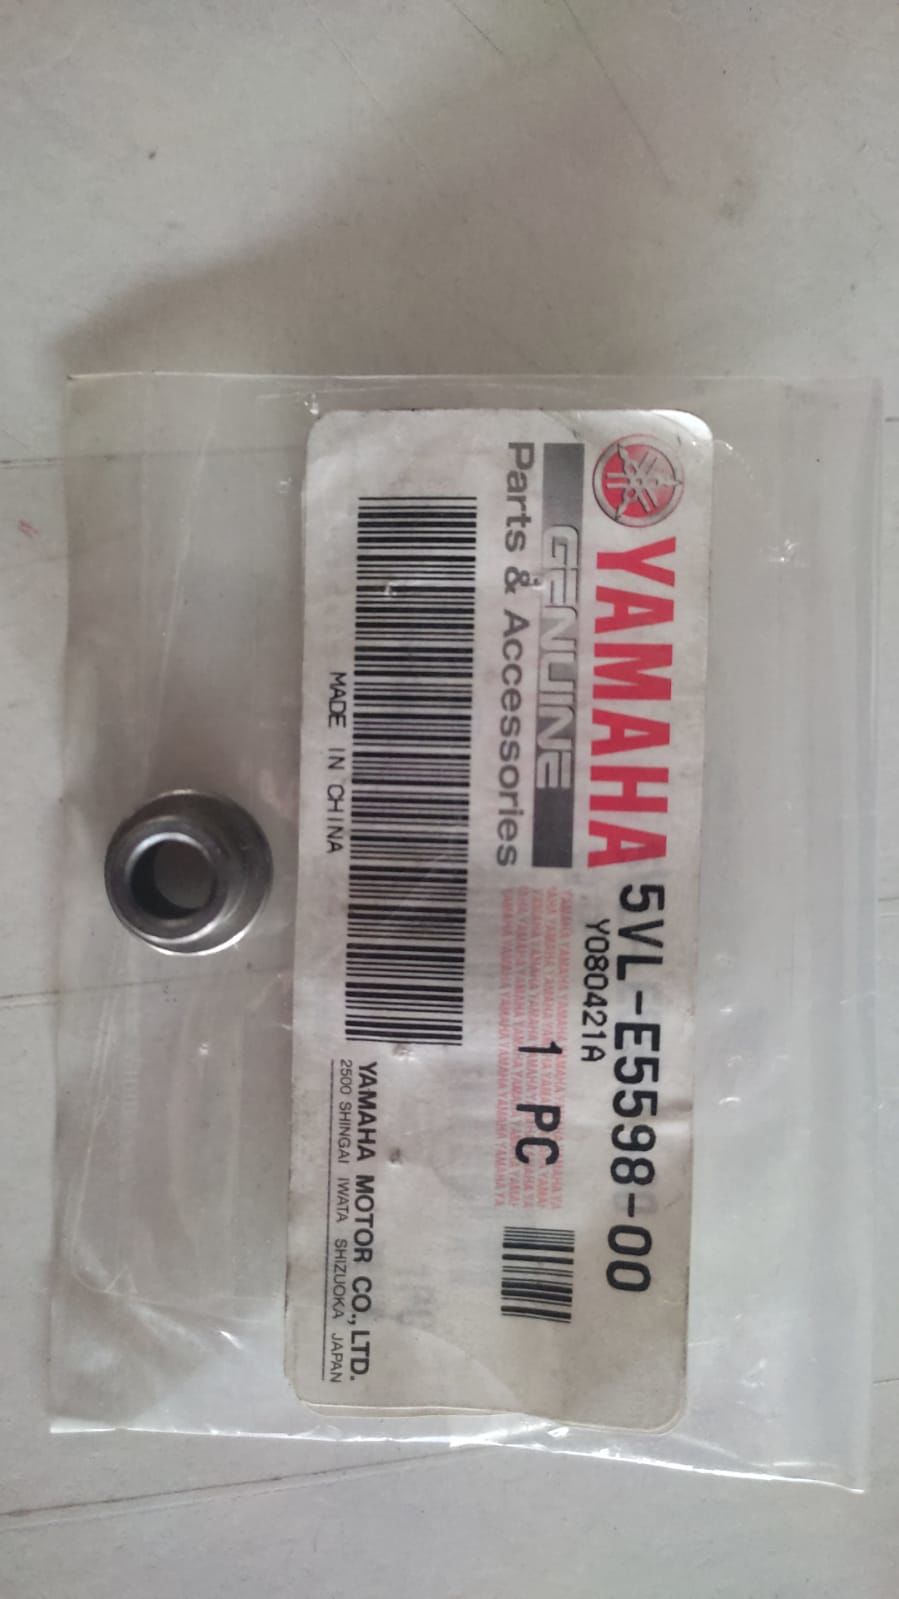 YAMAHA
5VL-E5598-00
Y080421A
GENUINE
Parts & Accessories
1 PC
MADE IN CHINA
YAMAHA MOTOR CO., LTD.
2500 SHINGAI IWATA SHIZUOKA JAPAN